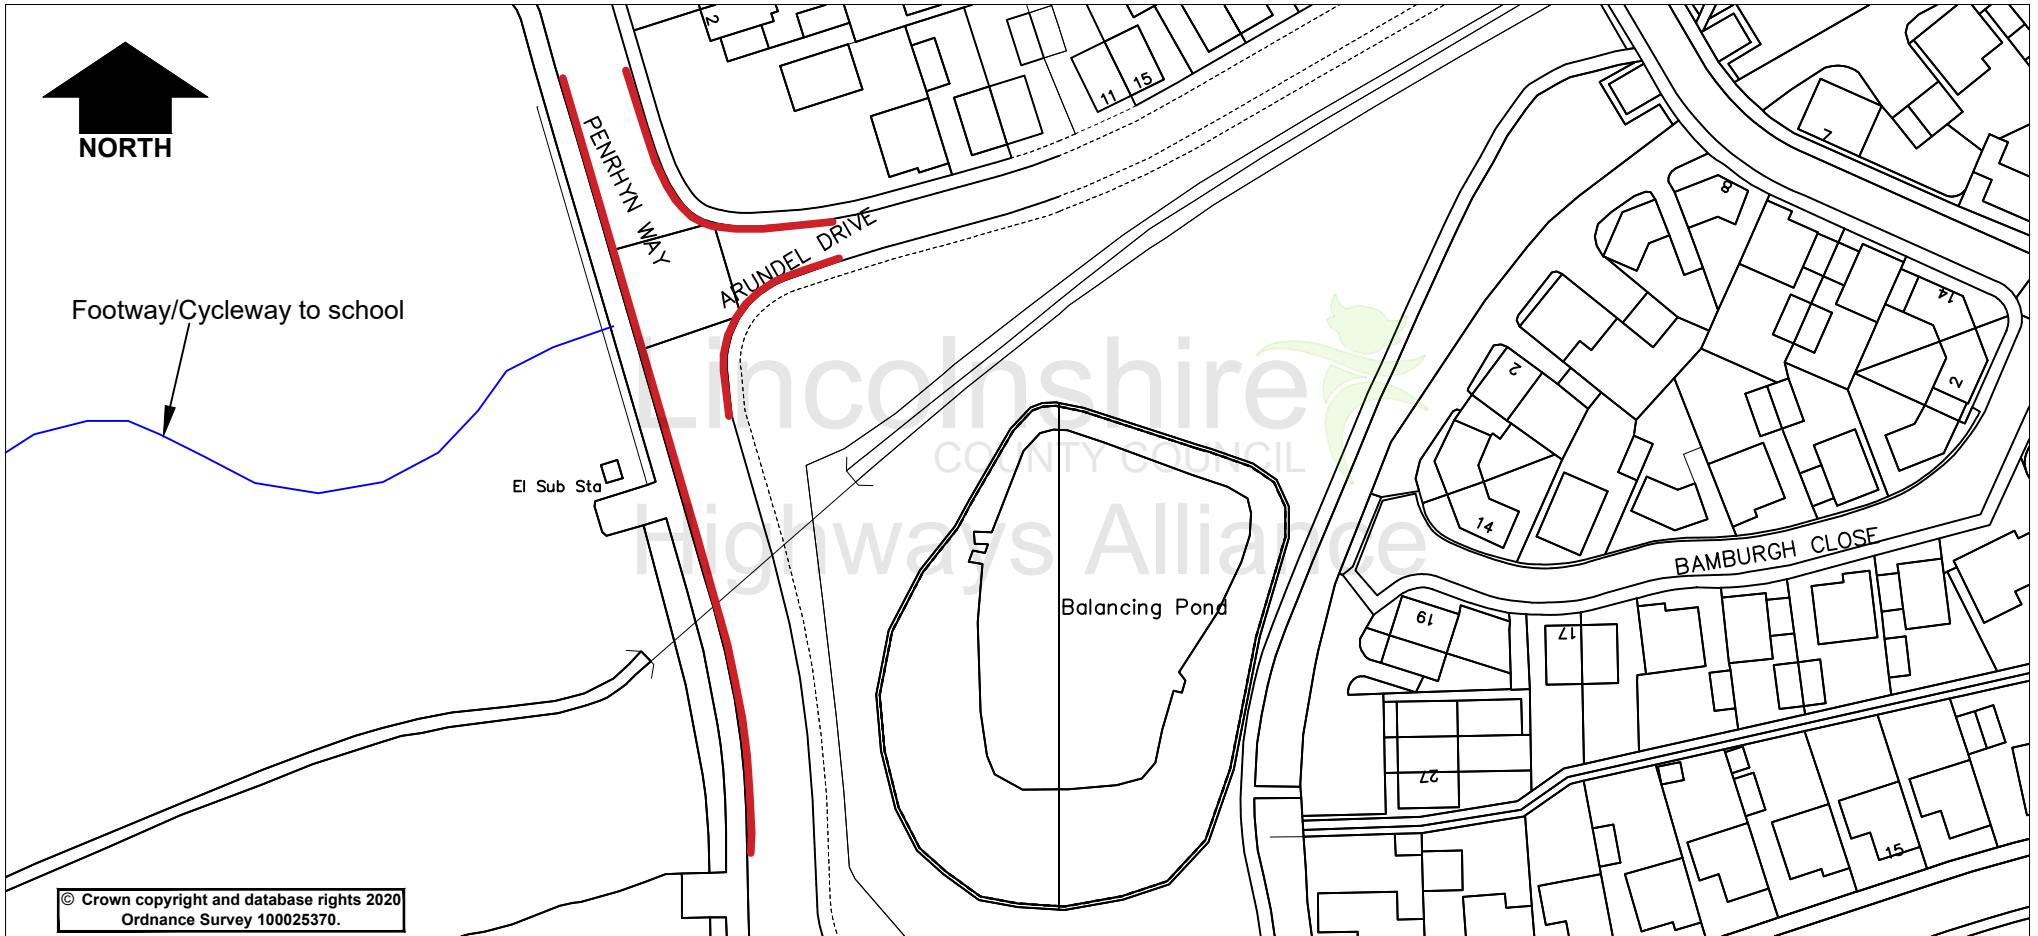 NORTH
2
11
15
7
8
PENRHYN WAY
ARUNDEL DRIVE
Footway/Cycleway to school
Lincolnshire
COUNTY COUNCIL
Highways Alliance
El Sub Sta
Balancing Pond
14
2
2
14
BAMBURGH CLOSE
19
17
27
15
© Crown copyright and database rights 2020
Ordnance Survey 100025370.